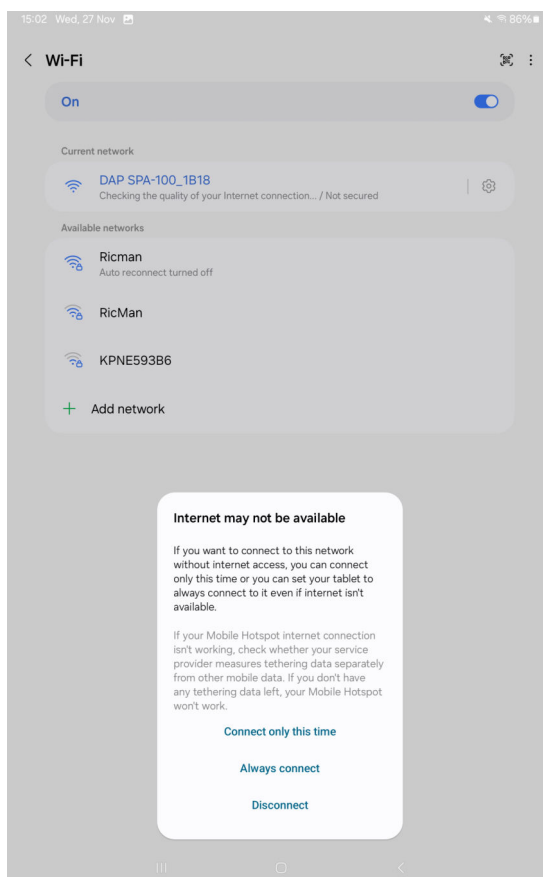 15:02 Wed, 27 Nov
86%
Wi-Fi
On
Current network
DAP SPA-100_1B18
Checking the quality of your Internet connection... / Not secured
Available networks
Ricman
Auto reconnect turned off
RicMan
KPNE593B6
Add network
Internet may not be available
If you want to connect to this network
without internet access, you can connect
only this time or you can set your tablet to
always connect to it even if internet isn't
available.
If your Mobile Hotspot internet connection
isn't working, check whether your service
provider measures tethering data separately
from other mobile data. If you don't have
any tethering data left, your Mobile Hotspot
won't work.
Connect only this time
Always connect
Disconnect